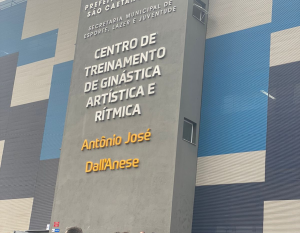 PREFEITURA
SÃO CAETANO
SECRETARIA MUNICIPAL DE
ESPORTE, LAZER E JUVENTUDE
CENTRO DE
TREINAMENTO
DE GINÁSTICA
ARTÍSTICA E
RÍTMICA
Antônio José
Dall'Anese